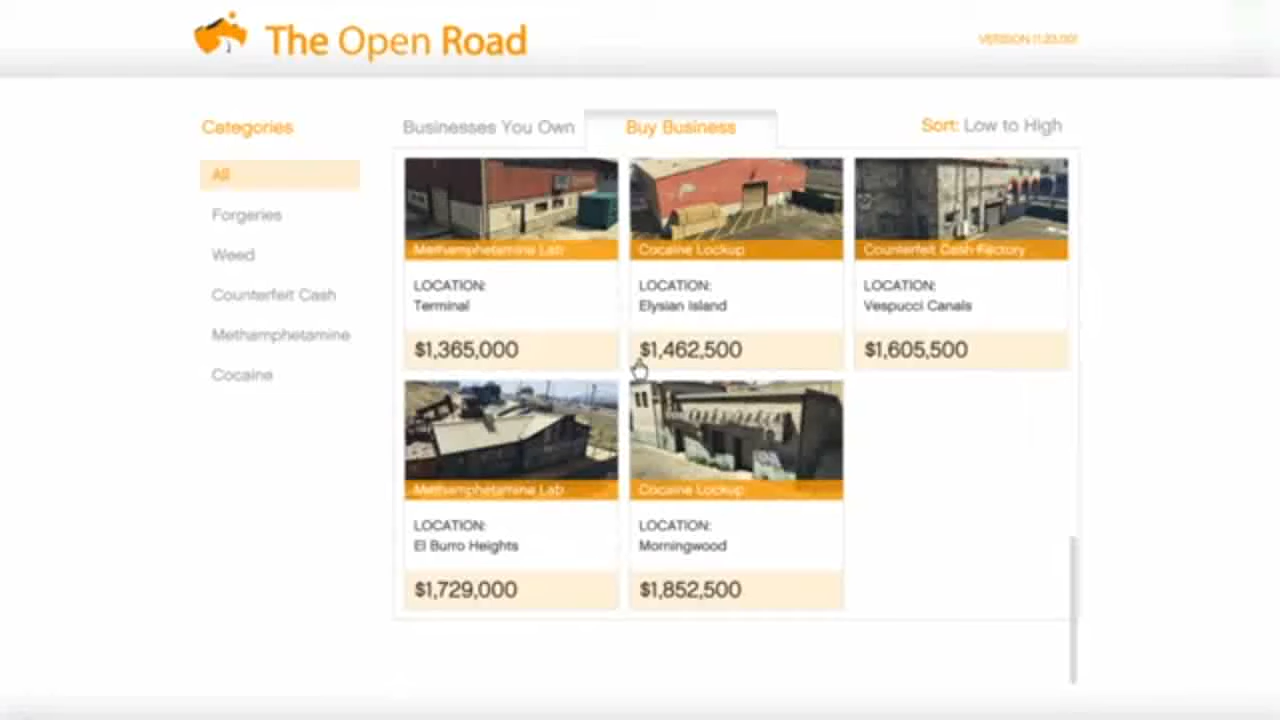 The Open Road
VERSION (1.23.00)
Categories
Businesses You Own
Buy Business
Sort: Low to High
All
Forgeries
Weed
Counterfeit Cash
Methamphetamine
Cocaine
Methamphetamine Lab
Cocaine Lockup
Counterfeit Cash Factory
LOCATION:
LOCATION:
LOCATION:
Terminal
Elysian Island
Vespucci Canals
$1,365,000
$1,462,500
$1,605,500
Methamphetamine Lab
Cocaine Lockup
LOCATION:
LOCATION:
El Burro Heights
Morningwood
$1,729,000
$1,852,500